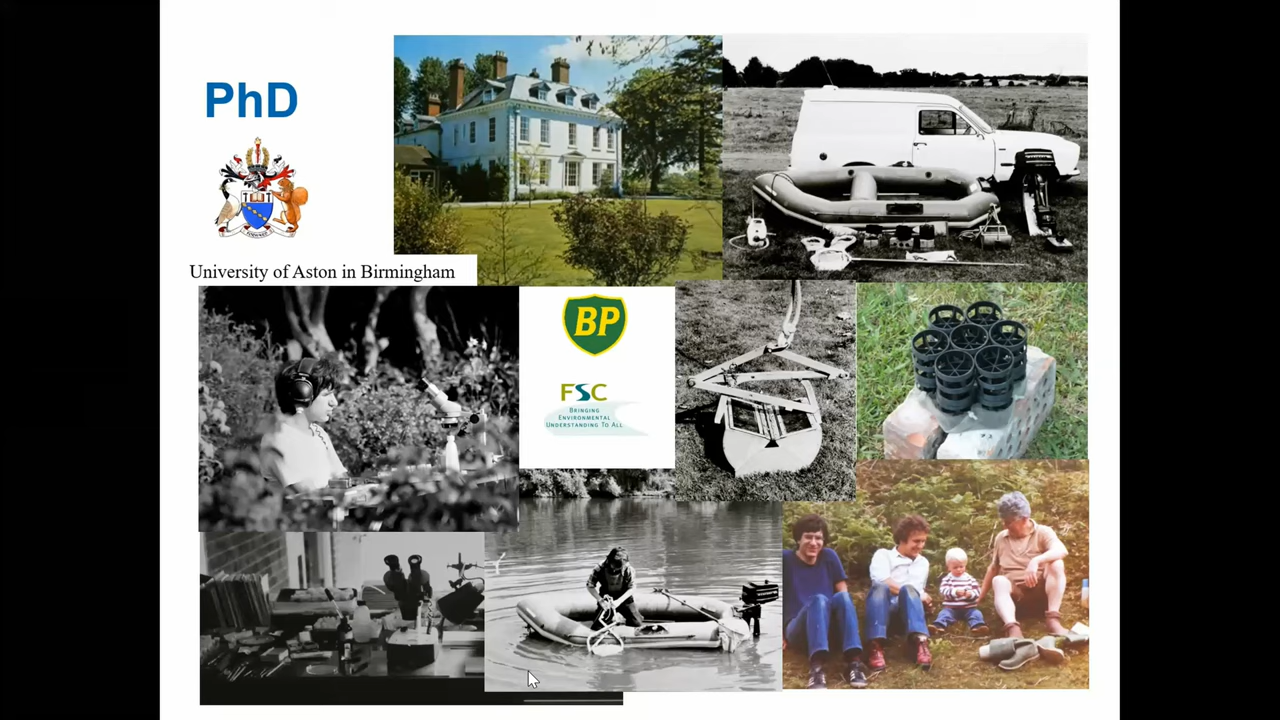 PhD
University of Aston in Birmingham
BP
FSC
BRINGING
ENVIRONMENTAL
UNDERSTANDING TO ALL